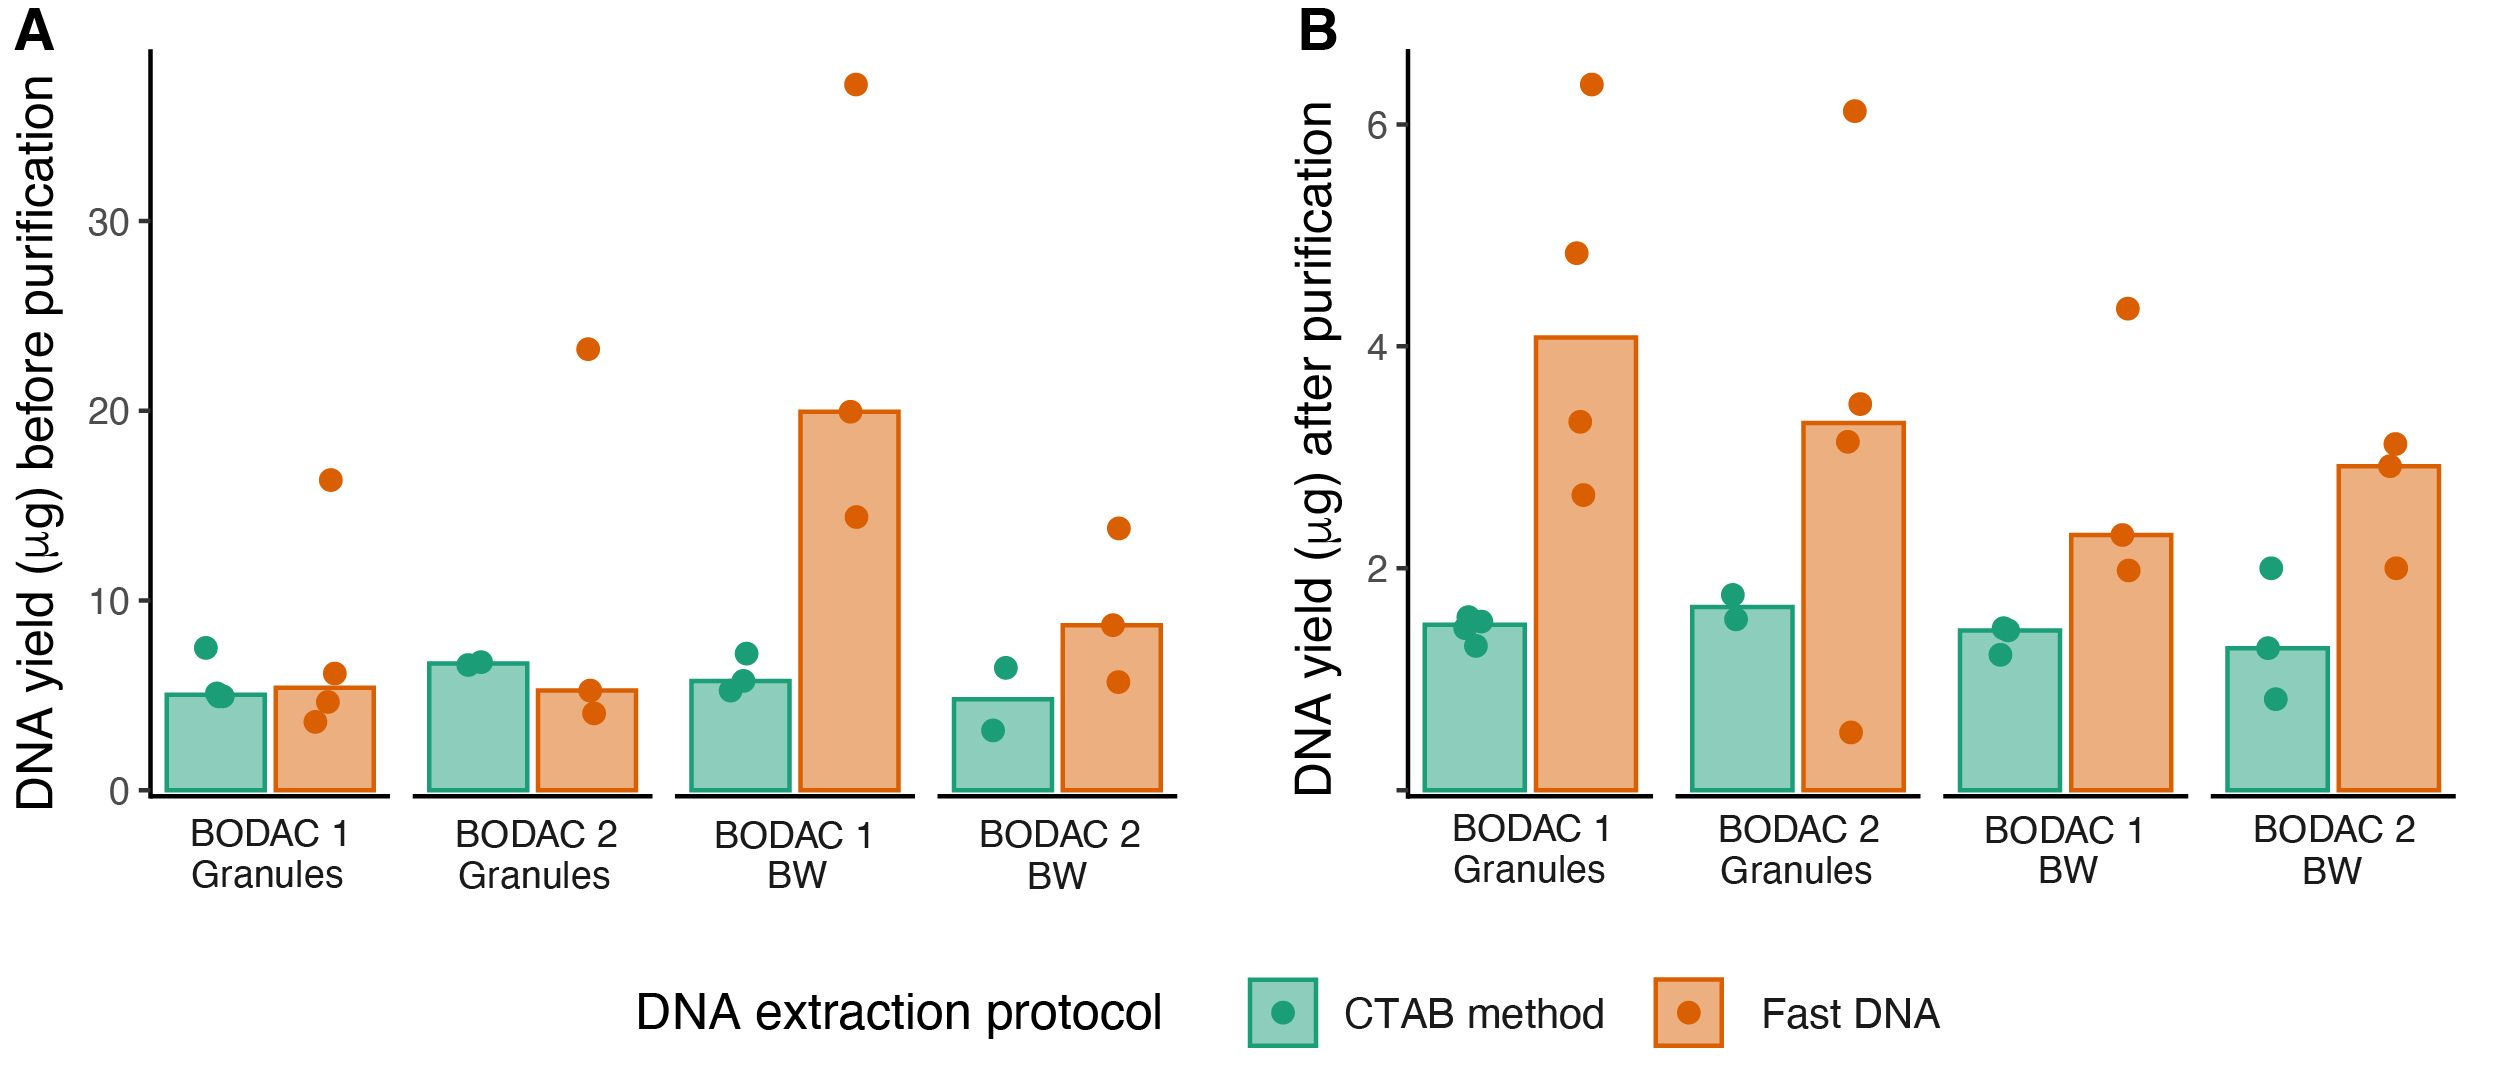 A
DNA yield (µg) before purification
30
20
10
0
BODAC 1
Granules
BODAC 2
Granules
BODAC 1
BW
BODAC 2
BW
B
DNA yield (µg) after purification
6
4
2
BODAC 1
Granules
BODAC 2
Granules
BODAC 1
BW
BODAC 2
BW
DNA extraction protocol
CTAB method
Fast DNA